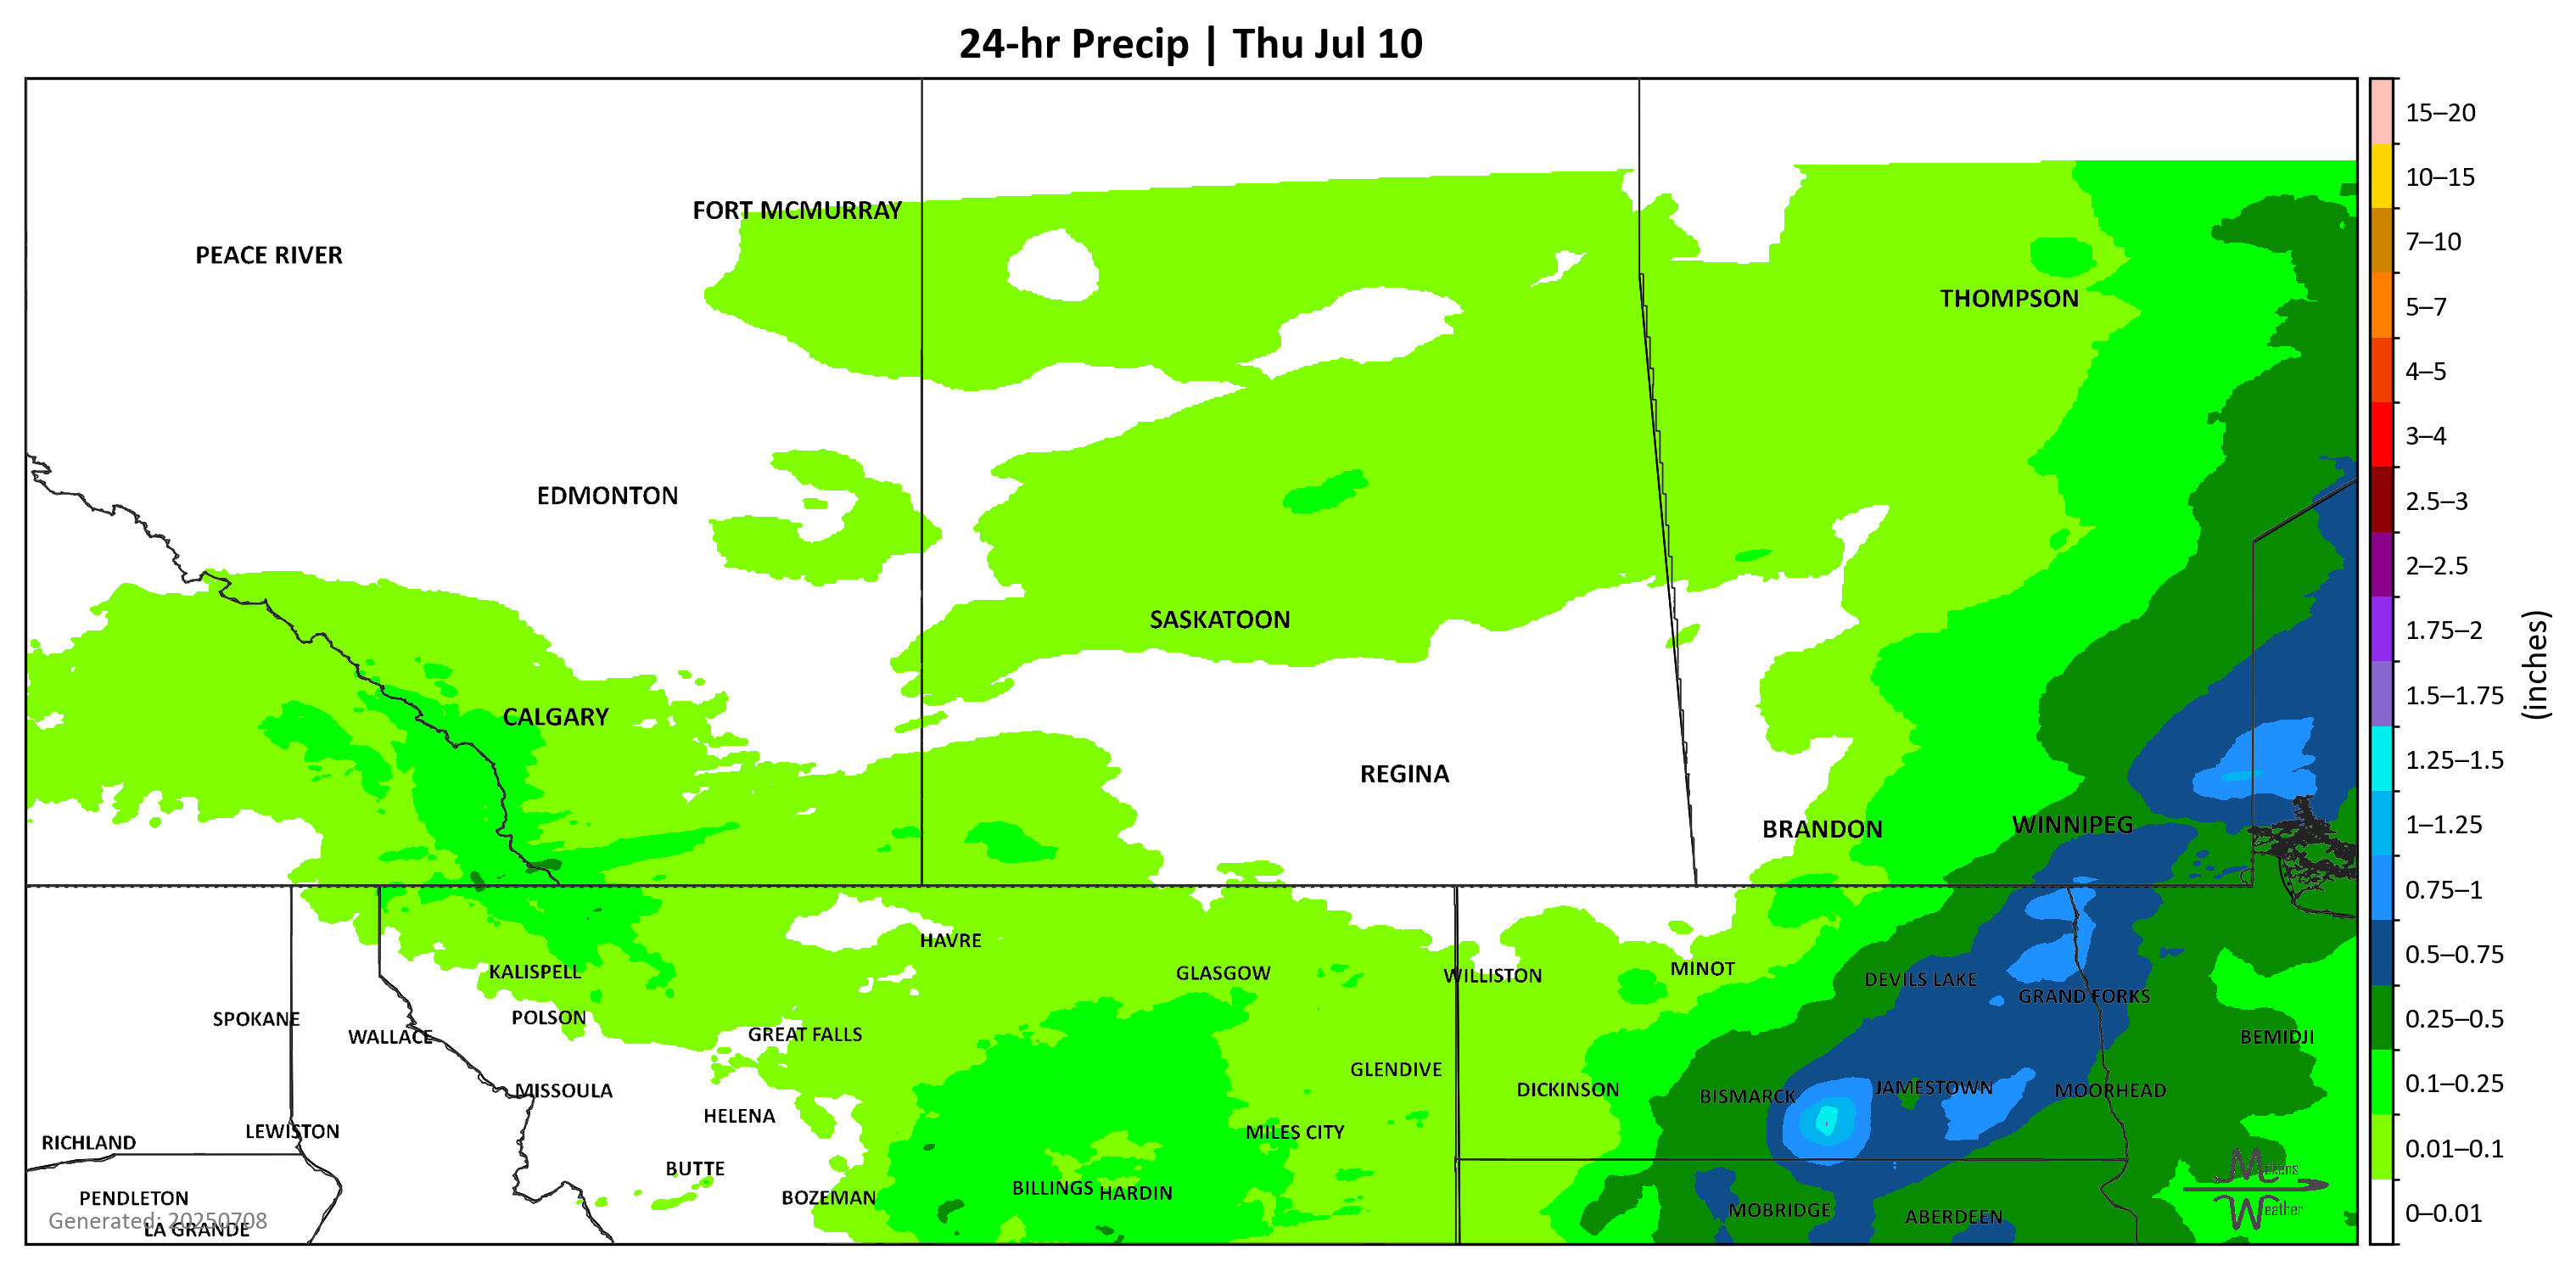 24-hr Precip | Thu Jul 10
15–20
FORT MCMURRAY
10–15
PEACE RIVER
7–10
THOMPSON
5–7
4–5
3–4
EDMONTON
2.5–3
2–2.5
SASKATOON
1.75–2
(inches)
1.5–1.75
CALGARY
1.25–1.5
REGINA
BRANDON
WINNIPEG
1–1.25
0.75–1
HAVRE
0.5–0.75
KALISPELL
GLASGOW
WILLISTON
MINOT
DEVILS LAKE
GRAND FORKS
SPOKANE
POLSON
0.25–0.5
WALLACE
GREAT FALLS
BEMIDJI
GLENDIVE
0.1–0.25
MISSOULA
DICKINSON
BISMARCK
JAMESTOWN
MOORHEAD
HELENA
RICHLAND
LEWISTON
MILES CITY
0.01–0.1
BUTTE
Mickens
Weather
PENDLETON
BOZEMAN
BILLINGS
HARDIN
MOBRIDGE
ABERDEEN
0–0.01
Generated: 20250708
LA GRANDE